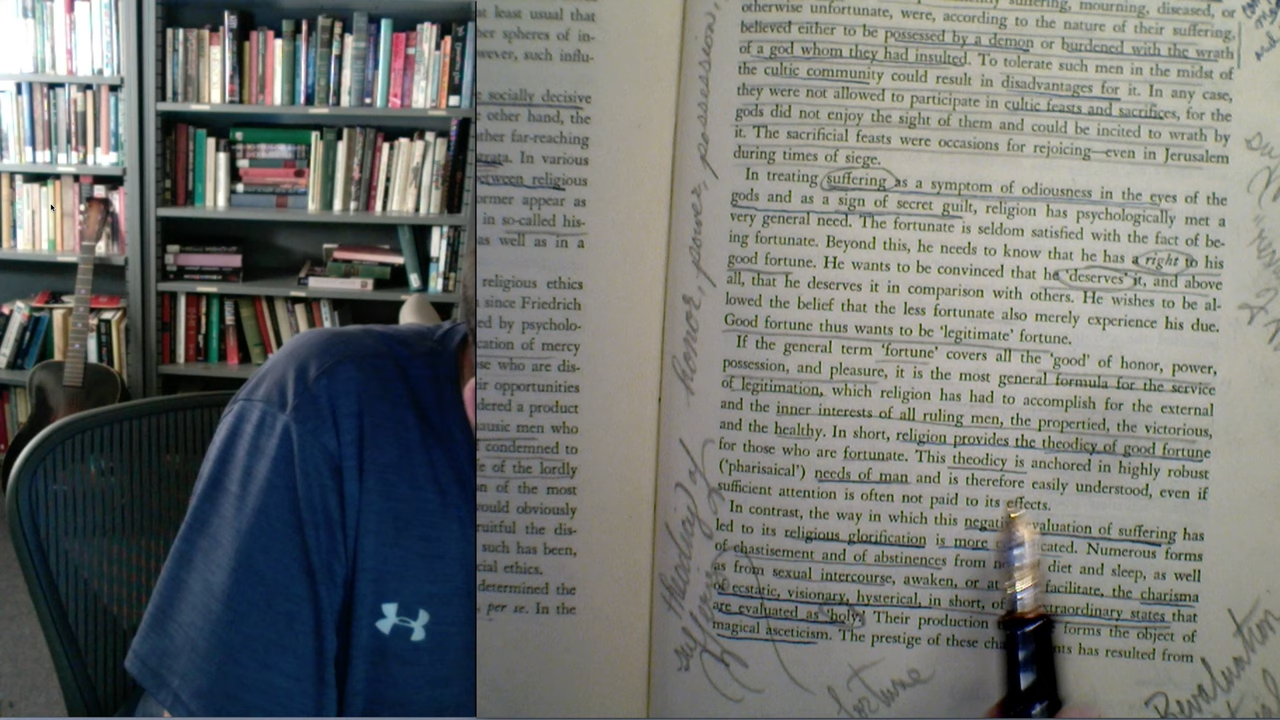 at least usual that
her spheres of in-
wever, such influ-
socially decisive
other hand, the
ther far-reaching
strata. In various
between religious
ormer appear as
in so-called his-
as well as in a
religious ethics
since Friedrich
ed by psycholo-
cation of mercy
se who are dis-
ir opportunities
dered a product
ausic men who
condemned to
e of the lordly
n of the most
ould obviously
ruitful the dis-
such has been,
cial ethics.
determined the
per se. In the
suffering, mourning, diseased, or
otherwise unfortunate, were, according to the nature of their suffering,
believed either to be possessed by a demon or burdened with the wrath
of a god whom they had insulted. To tolerate such men in the midst of
the cultic community could result in disadvantages for it. In any case,
they were not allowed to participate in cultic feasts and sacrifices, for the
gods did not enjoy the sight of them and could be incited to wrath by
it. The sacrificial feasts were occasions for rejoicing—even in Jerusalem
during times of siege.
In treating suffering as a symptom of odiousness in the eyes of the
gods and as a sign of secret guilt, religion has psychologically met a
very general need. The fortunate is seldom satisfied with the fact of be-
ing fortunate. Beyond this, he needs to know that he has a right to his
good fortune. He wants to be convinced that he 'deserves' it, and above
all, that he deserves it in comparison with others. He wishes to be al-
lowed the belief that the less fortunate also merely experience his due.
Good fortune thus wants to be 'legitimate' fortune.
If the general term 'fortune' covers all the 'good' of honor, power,
possession, and pleasure, it is the most general formula for the service
of legitimation, which religion has had to accomplish for the external
and the inner interests of all ruling men, the propertied, the victorious,
and the healthy. In short, religion provides the theodicy of good fortune
for those who are fortunate. This theodicy is anchored in highly robust
('pharisaical') needs of man and is therefore easily understood, even if
sufficient attention is often not paid to its effects.
In contrast, the way in which this negative evaluation of suffering has
led to its religious glorification is more cated. Numerous forms
of chastisement and of abstinences from diet and sleep, as well
as from sexual intercourse, awaken, or at facilitate, the charisma
of ecstatic, visionary, hysterical, in short, of traordinary states that
are evaluated as 'holy.' Their production forms the object of
magical asceticism. The prestige of these cha nts has resulted from
honor, power, possession,
theodicy of
suffering
fortune
Revaluation